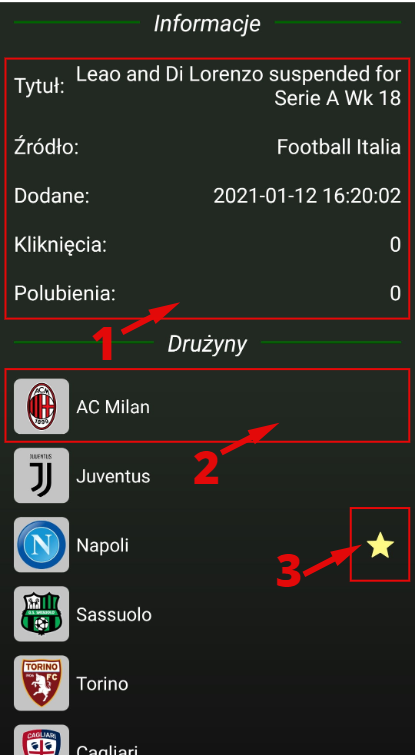 Informacje
Tytuł: Leao and Di Lorenzo suspended for
Serie A Wk 18
Źródło: Football Italia
Dodane: 2021-01-12 16:20:02
Kliknięcia: 0
Polubienia: 0
1
Drużyny
ACM
1899
AC Milan
2
JUVENTUS
Juventus
N
Napoli
3
Sassuolo
TORINO
FC
Torino
CAGLIARI
Cagliari